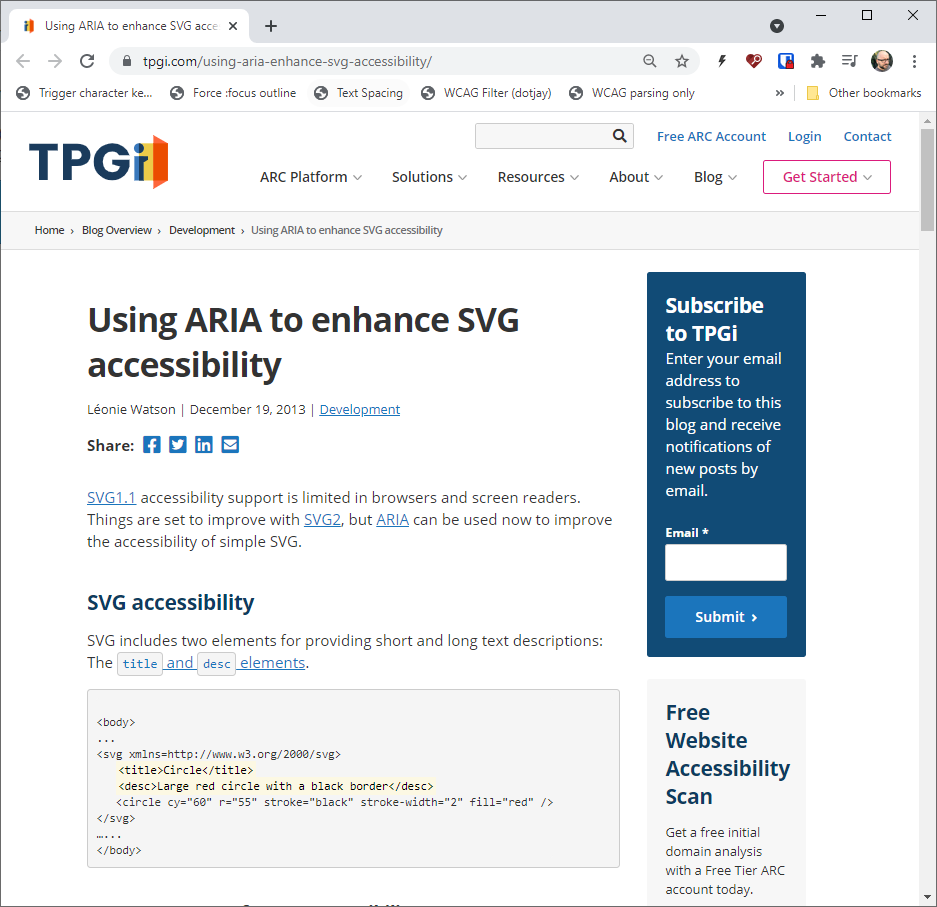 Using ARIA to enhance SVG acce
tpgi.com/using-aria-enhance-svg-accessibility/
Trigger character ke... Force :focus outline Text Spacing WCAG Filter (dotjay) WCAG parsing only » Other bookmarks
TPGi
Free ARC Account Login Contact
ARC Platform Solutions Resources About Blog Get Started
Home › Blog Overview › Development › Using ARIA to enhance SVG accessibility
Using ARIA to enhance SVG
accessibility
Léonie Watson | December 19, 2013 | Development
Share:
SVG1.1 accessibility support is limited in browsers and screen readers.
Things are set to improve with SVG2, but ARIA can be used now to improve
the accessibility of simple SVG.
SVG accessibility
SVG includes two elements for providing short and long text descriptions:
The title and desc elements.
<body>
...
<svg xmlns=http://www.w3.org/2000/svg>
<title>Circle</title>
<desc>Large red circle with a black border</desc>
<circle cy="60" r="55" stroke="black" stroke-width="2" fill="red" />
</svg>
…...
</body>
Subscribe
to TPGi
Enter your email
address to
subscribe to this
blog and receive
notifications of
new posts by
email.
Email *
Submit ›
Free
Website
Accessibility
Scan
Get a free initial
domain analysis
with a Free Tier ARC
account today.